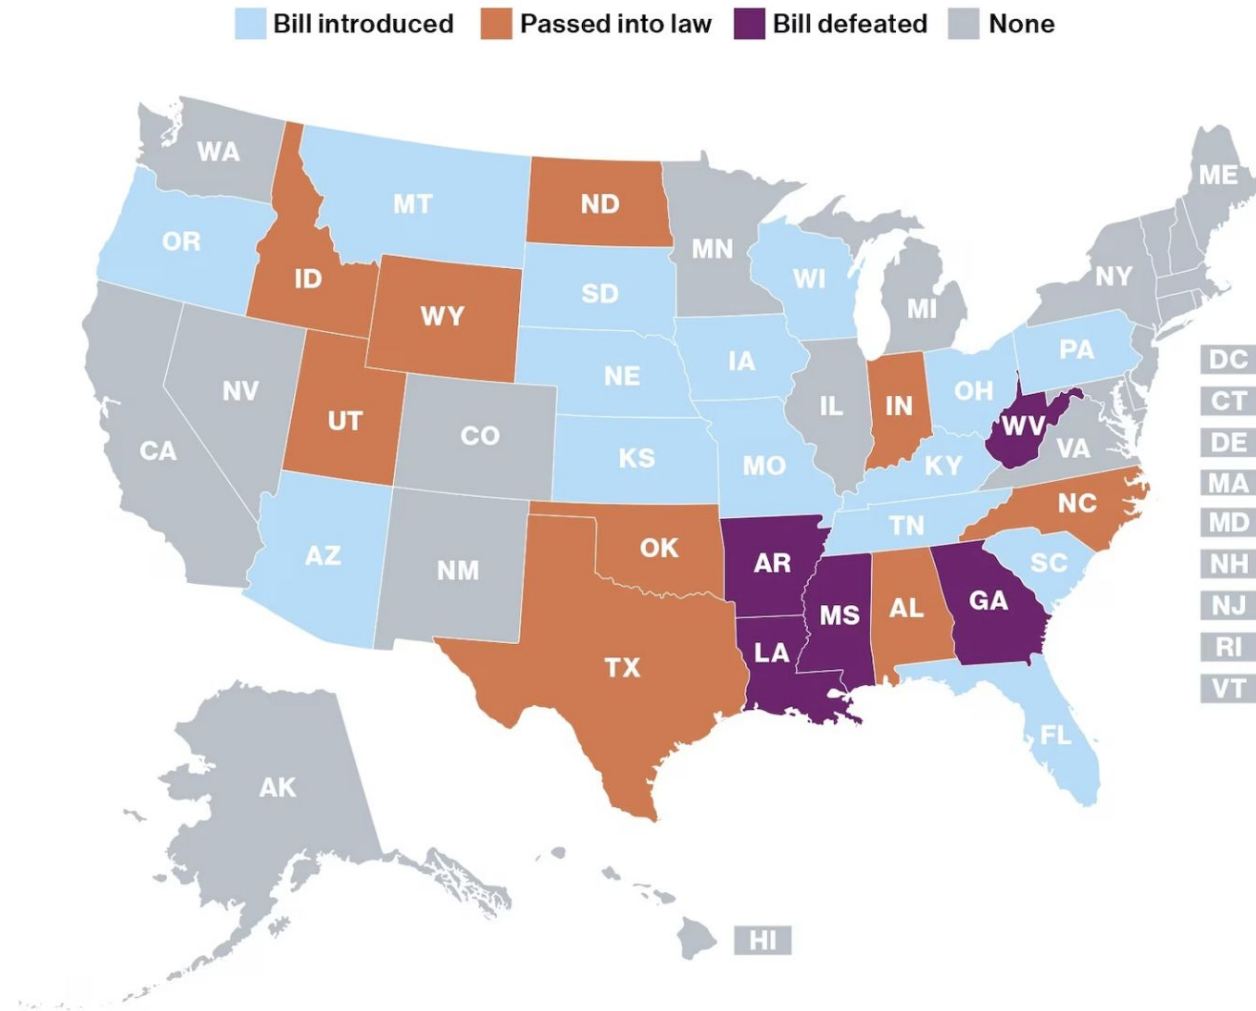 Bill introduced Passed into law Bill defeated None
WA
ME
MT
ND
OR
MN
NY
ID
WI
SD
MI
WY
PA
DC
IA
NE
NV
OH
CT
IL
IN
UT
WV
CO
DE
CA
VA
KS
KY
MO
MA
NC
MD
TN
OK
AZ
AR
SC
NH
NM
GA
NJ
AL
MS
RI
LA
TX
VT
FL
AK
HI